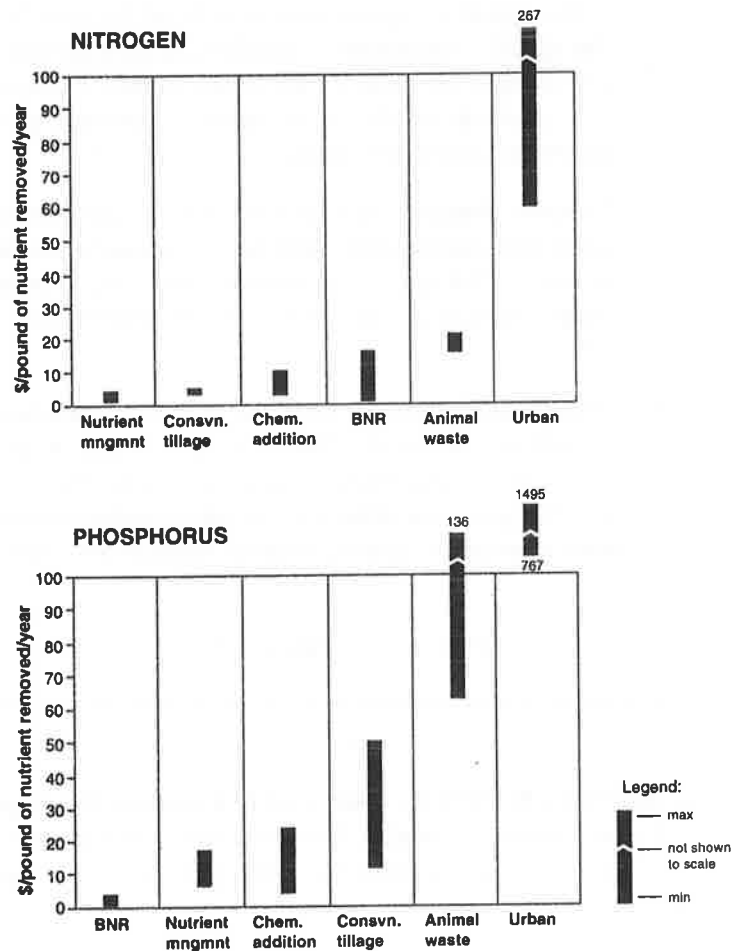 NITROGEN
267
$/pound of nutrient removed/year
100
90
80
70
60
50
40
30
20
10
0
Nutrient mngmnt
Consvn. tillage
Chem. addition
BNR
Animal waste
Urban
PHOSPHORUS
136
1495
767
$/pound of nutrient removed/year
100
90
80
70
60
50
40
30
20
10
0
BNR
Nutrient mngmnt
Chem. addition
Consvn. tillage
Animal waste
Urban
Legend:
max
not shown
to scale
min